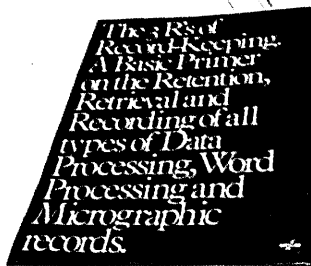 The 3 R's of
Record-Keeping.
A Basic Primer
on the Retention,
Retrieval and
Recording of all
types of Data
Processing, Word
Processing and
Micrographic
records.